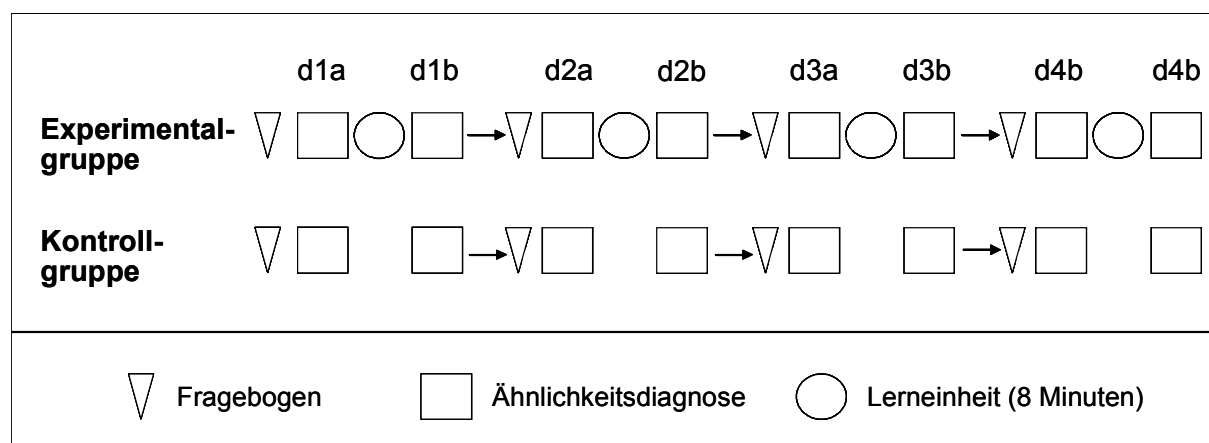 d1a d1b d2a d2b d3a d3b d4b d4b
Experimental-
gruppe
Kontroll-
gruppe
Fragebogen Ähnlichkeitsdiagnose Lerneinheit (8 Minuten)